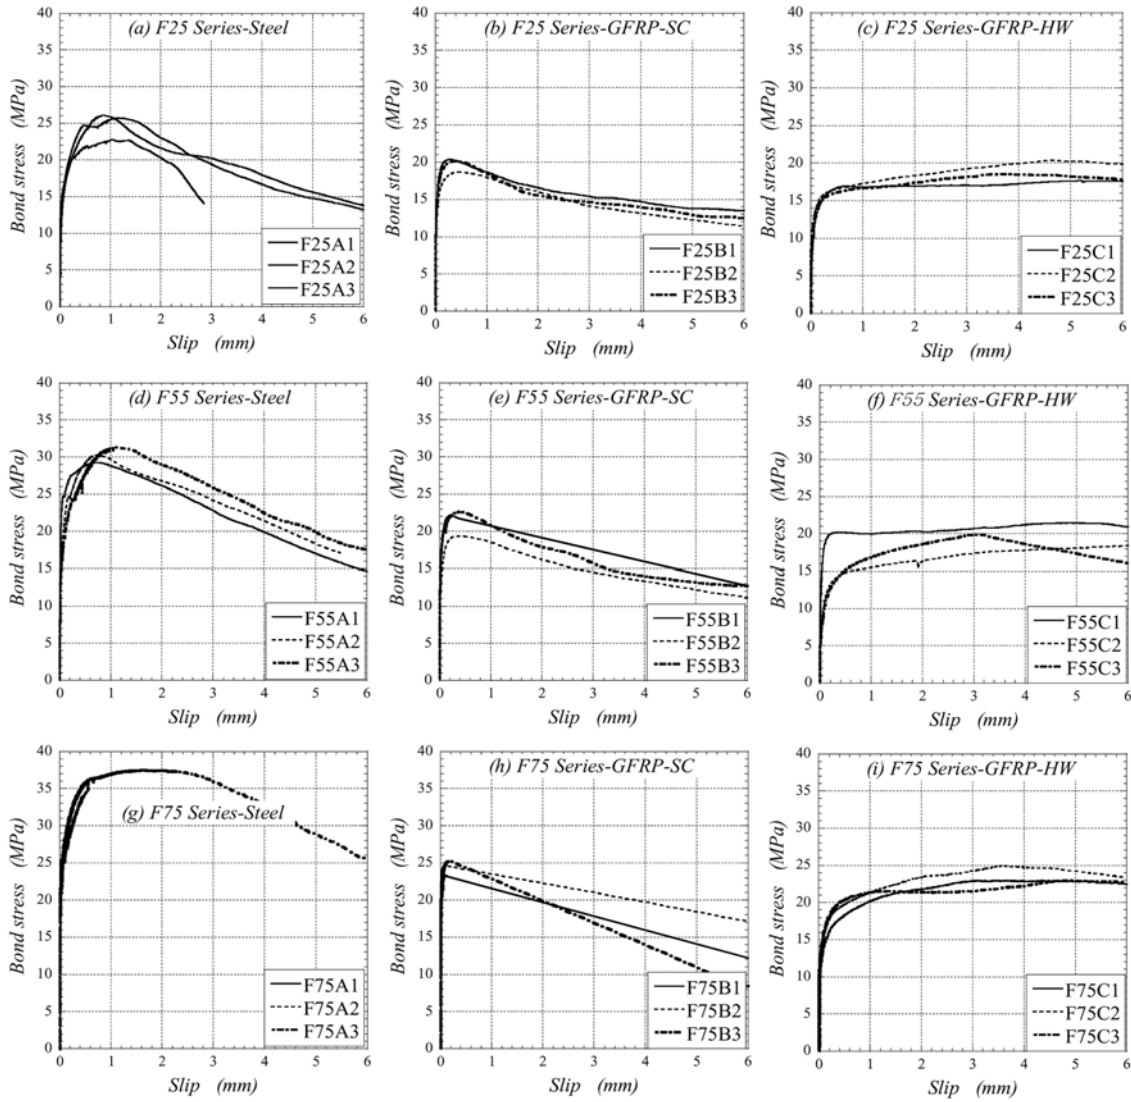 (a) F25 Series-Steel
Bond stress (MPa)
40
35
30
25
20
15
10
5
0
F25A1
F25A2
F25A3
0 1 2 3 4 5 6
Slip (mm)
(b) F25 Series-GFRP-SC
Bond stress (MPa)
40
35
30
25
20
15
10
5
0
F25B1
F25B2
F25B3
0 1 2 3 4 5 6
Slip (mm)
(c) F25 Series-GFRP-HW
Bond stress (MPa)
40
35
30
25
20
15
10
5
0
F25C1
F25C2
F25C3
0 1 2 3 4 5 6
Slip (mm)
(d) F55 Series-Steel
Bond stress (MPa)
40
35
30
25
20
15
10
5
0
F55A1
F55A2
F55A3
0 1 2 3 4 5 6
Slip (mm)
(e) F55 Series-GFRP-SC
Bond stress (MPa)
40
35
30
25
20
15
10
5
0
F55B1
F55B2
F55B3
0 1 2 3 4 5 6
Slip (mm)
(f) F55 Series-GFRP-HW
Bond stress (MPa)
40
35
30
25
20
15
10
5
0
F55C1
F55C2
F55C3
0 1 2 3 4 5 6
Slip (mm)
(g) F75 Series-Steel
Bond stress (MPa)
40
35
30
25
20
15
10
5
0
F75A1
F75A2
F75A3
0 1 2 3 4 5 6
Slip (mm)
(h) F75 Series-GFRP-SC
Bond stress (MPa)
40
35
30
25
20
15
10
5
0
F75B1
F75B2
F75B3
0 1 2 3 4 5 6
Slip (mm)
(i) F75 Series-GFRP-HW
Bond stress (MPa)
40
35
30
25
20
15
10
5
0
F75C1
F75C2
F75C3
0 1 2 3 4 5 6
Slip (mm)